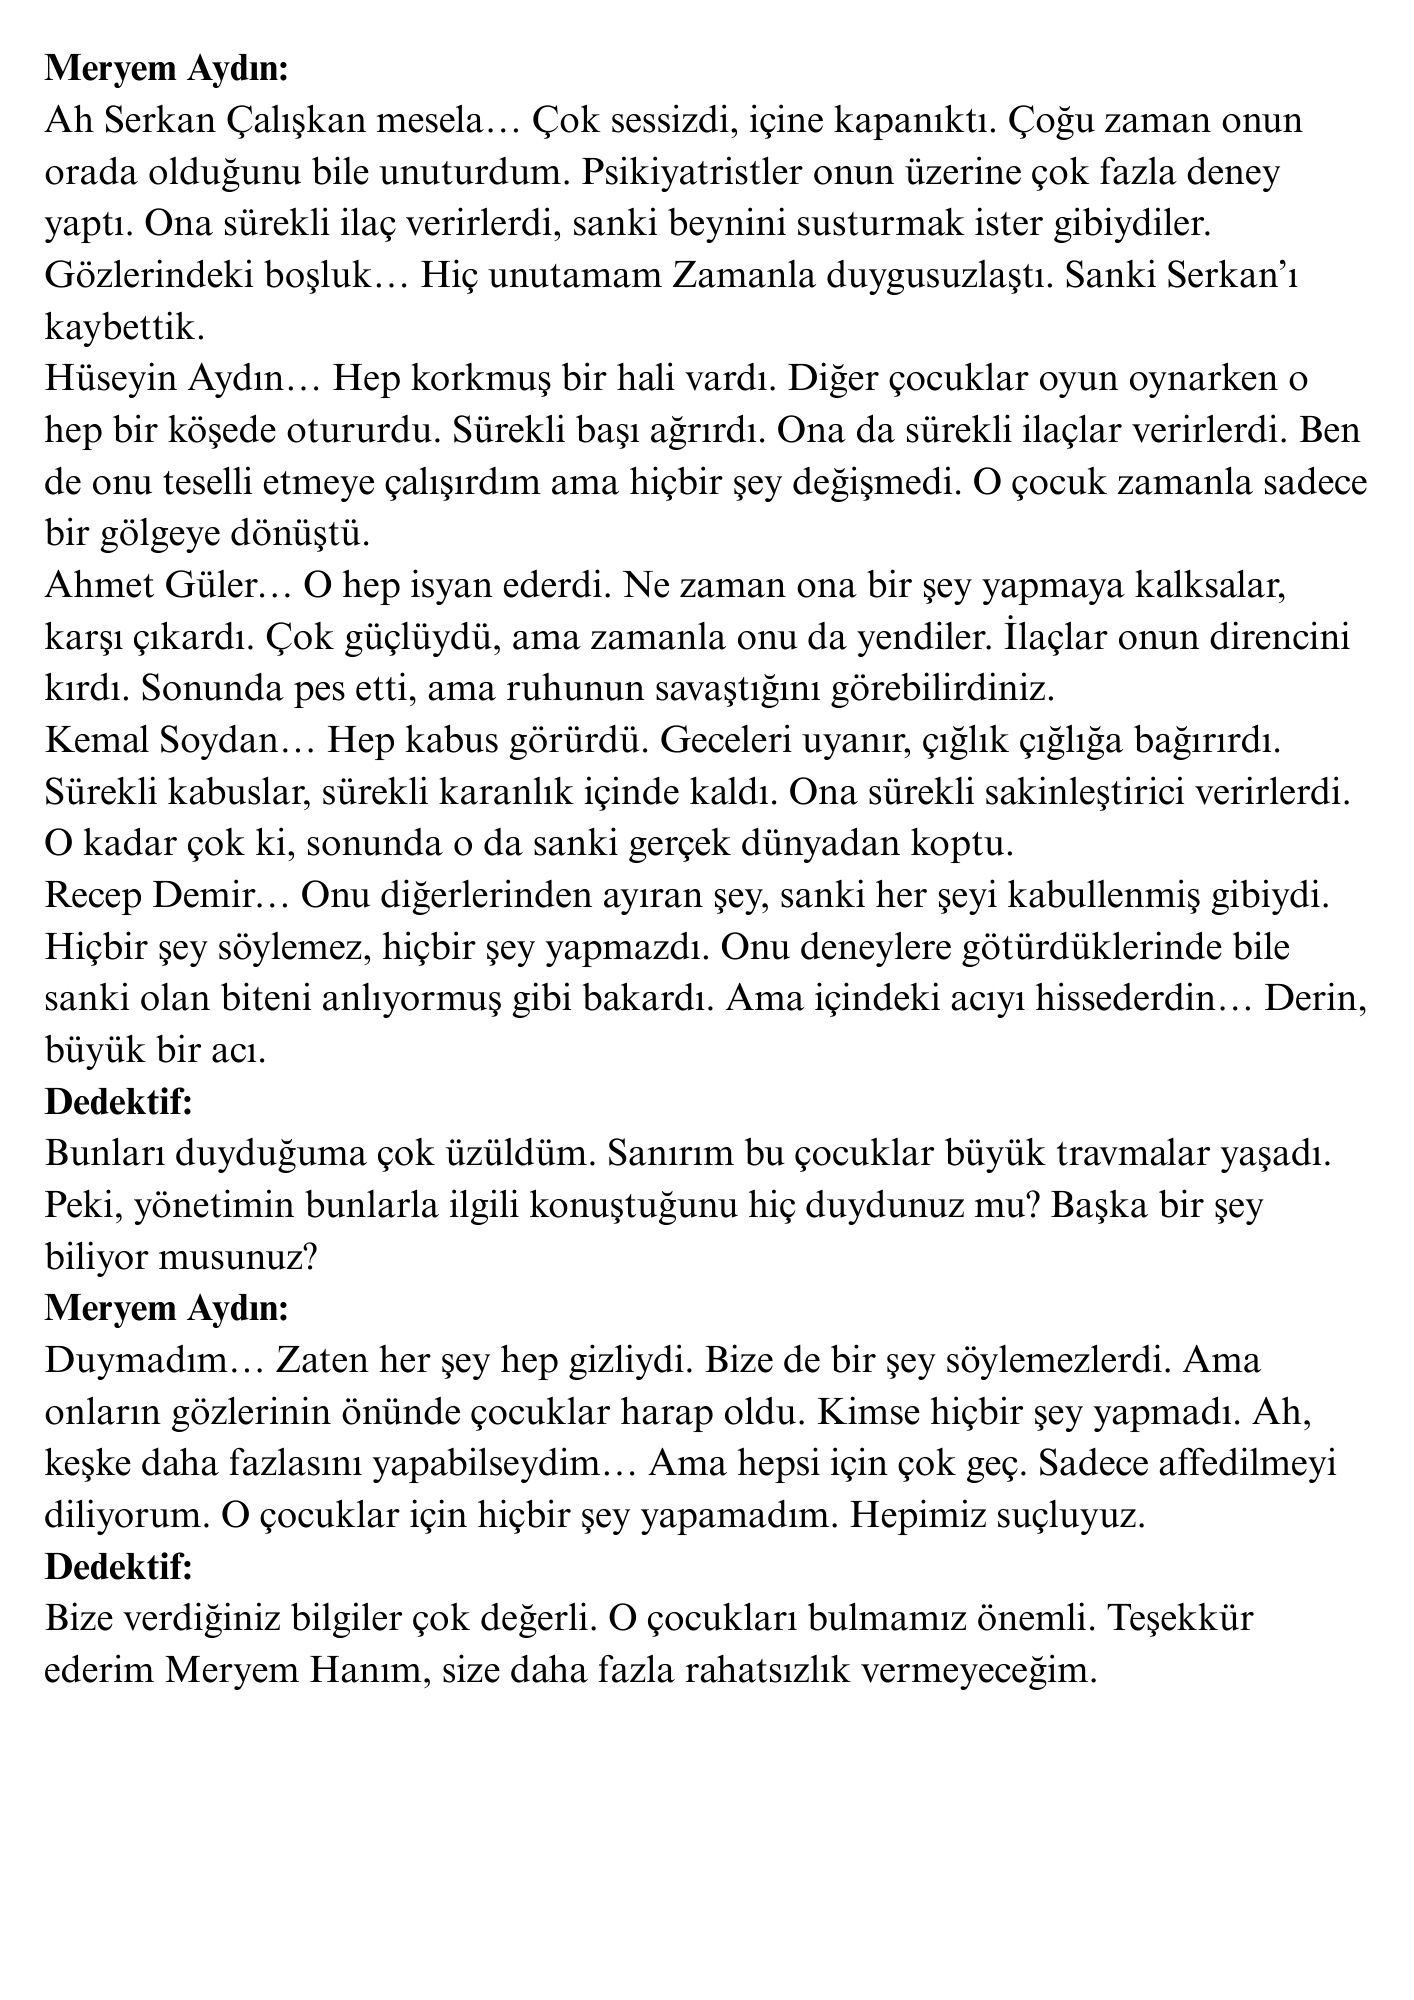 Meryem Aydın:
Ah Serkan Çalışkan mesela… Çok sessizdi, içine kapanıktı. Çoğu zaman onun
orada olduğunu bile unuturdum. Psikiyatristler onun üzerine çok fazla deney
yaptı. Ona sürekli ilaç verirlerdi, sanki beynini susturmak ister gibiydiler.
Gözlerindeki boşluk… Hiç unutamam Zamanla duygusuzlaştı. Sanki Serkan’ı
kaybettik.
Hüseyin Aydın… Hep korkmuş bir hali vardı. Diğer çocuklar oyun oynarken o
hep bir köşede otururdu. Sürekli başı ağrırdı. Ona da sürekli ilaçlar verirlerdi. Ben
de onu teselli etmeye çalışırdım ama hiçbir şey değişmedi. O çocuk zamanla sadece
bir gölgeye dönüştü.
Ahmet Güler… O hep isyan ederdi. Ne zaman ona bir şey yapmaya kalksalar,
karşı çıkardı. Çok güçlüydü, ama zamanla onu da yendiler. İlaçlar onun direncini
kırdı. Sonunda pes etti, ama ruhunun savaştığını görebilirdiniz.
Kemal Soydan… Hep kabus görürdü. Geceleri uyanır, çığlık çığlığa bağırırdı.
Sürekli kabuslar, sürekli karanlık içinde kaldı. Ona sürekli sakinleştirici verirlerdi.
O kadar çok ki, sonunda o da sanki gerçek dünyadan koptu.
Recep Demir… Onu diğerlerinden ayıran şey, sanki her şeyi kabullenmiş gibiydi.
Hiçbir şey söylemez, hiçbir şey yapmazdı. Onu deneylere götürdüklerinde bile
sanki olan biteni anlıyormuş gibi bakardı. Ama içindeki acıyı hissederdin… Derin,
büyük bir acı.
Dedektif:
Bunları duyduğuma çok üzüldüm. Sanırım bu çocuklar büyük travmalar yaşadı.
Peki, yönetimin bunlarla ilgili konuştuğunu hiç duydunuz mu? Başka bir şey
biliyor musunuz?
Meryem Aydın:
Duymadım… Zaten her şey hep gizliydi. Bize de bir şey söylemezlerdi. Ama
onların gözlerinin önünde çocuklar harap oldu. Kimse hiçbir şey yapmadı. Ah,
keşke daha fazlasını yapabilseydim… Ama hepsi için çok geç. Sadece affedilmeyi
diliyorum. O çocuklar için hiçbir şey yapamadım. Hepimiz suçluyuz.
Dedektif:
Bize verdiğiniz bilgiler çok değerli. O çocukları bulmamız önemli. Teşekkür
ederim Meryem Hanım, size daha fazla rahatsızlık vermeyeceğim.